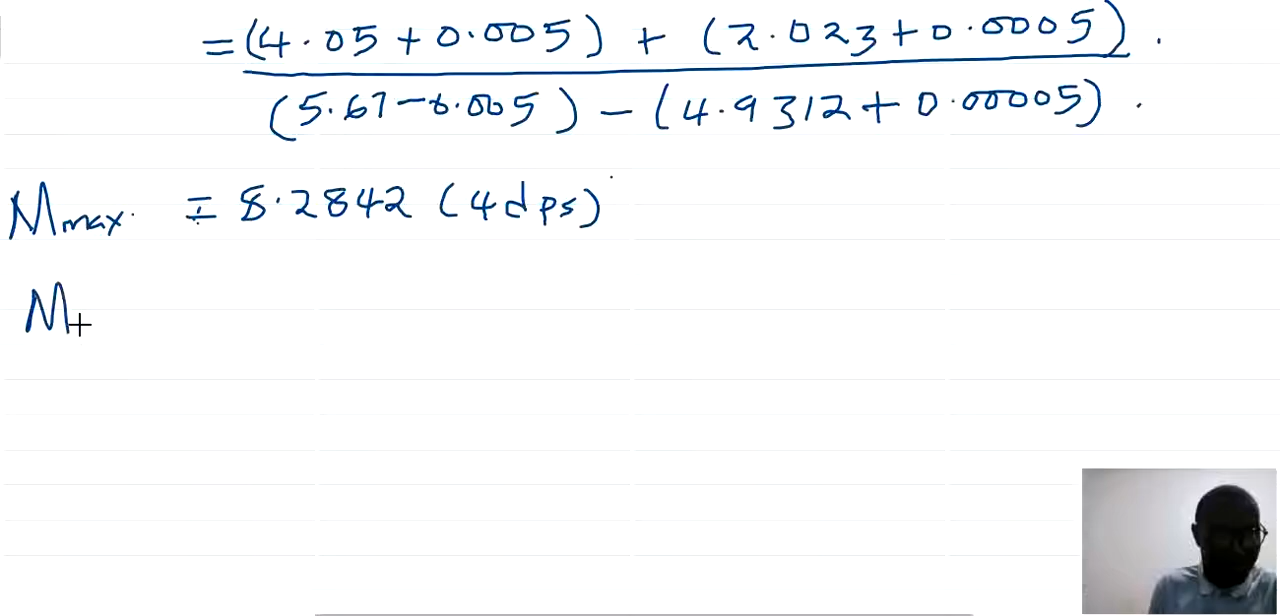 = (4.05 + 0.005) + (2.023 + 0.0005).
(5.67 - 0.005) - (4.9312 + 0.00005).
Mmax. = 8.2842 (4dps)
M